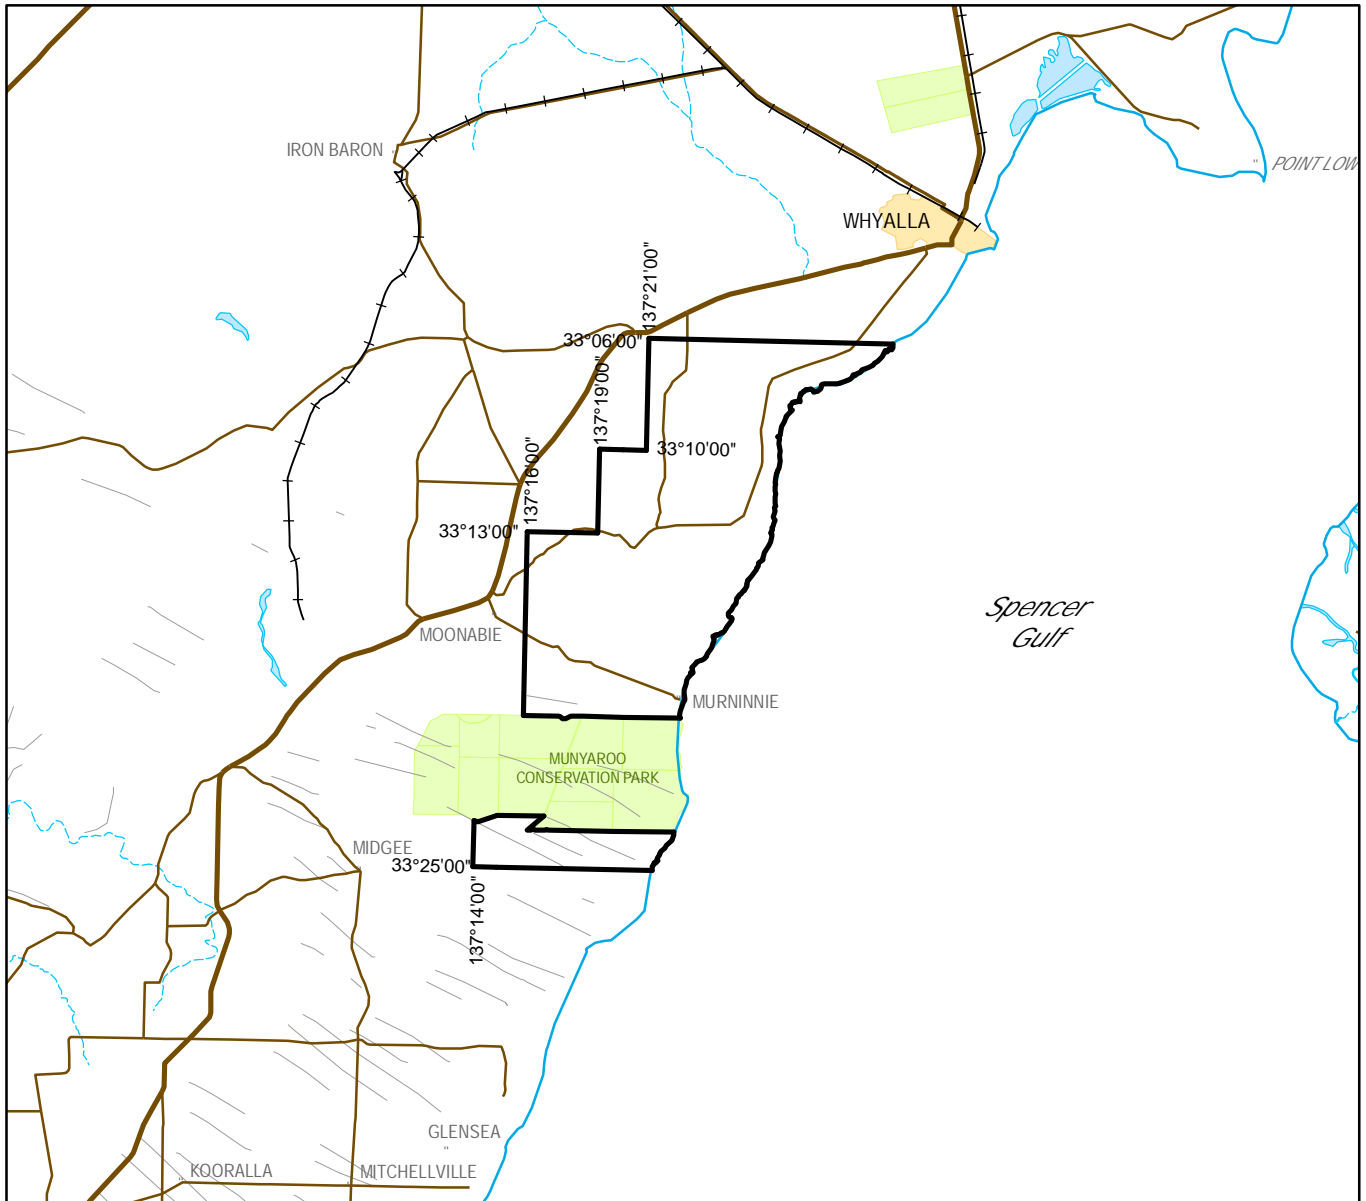 IRON BARON
POINT LOW
WHYALLA
137°21'00"
33°06'00"
137°19'00"
33°10'00"
137°16'00"
33°13'00"
Spencer
Gulf
MOONABIE
MURNINNIE
MUNYAROO
CONSERVATION PARK
MIDGEE
33°25'00"
137°14'00"
GLENSEA
KOORALLA
MITCHELLVILLE